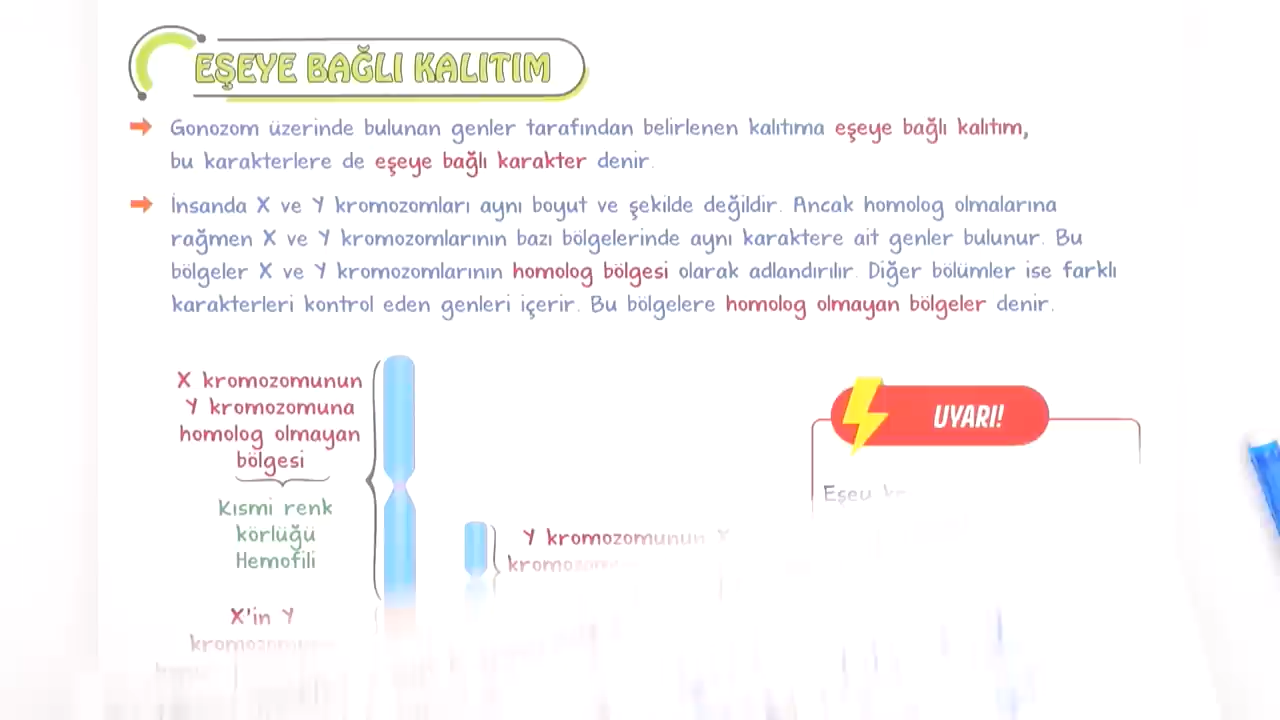 EŞEYE BAĞLI KALITIM
Gonozom üzerinde bulunan genler tarafından belirlenen kalıtıma eşeye bağlı kalıtım,
bu karakterlere de eşeye bağlı karakter denir.
İnsanda X ve Y kromozomları aynı boyut ve şekilde değildir. Ancak homolog olmalarına
rağmen X ve Y kromozomlarının bazı bölgelerinde aynı karaktere ait genler bulunur. Bu
bölgeler X ve Y kromozomlarının homolog bölgesi olarak adlandırılır. Diğer bölümler ise farklı
karakterleri kontrol eden genleri içerir. Bu bölgelere homolog olmayan bölgeler denir.
X kromozomunun
Y kromozomuna
homolog olmayan
bölgesi
Kısmi renk
körlüğü
Hemofili
X'in Y
UYARI!
Y kromozomunun